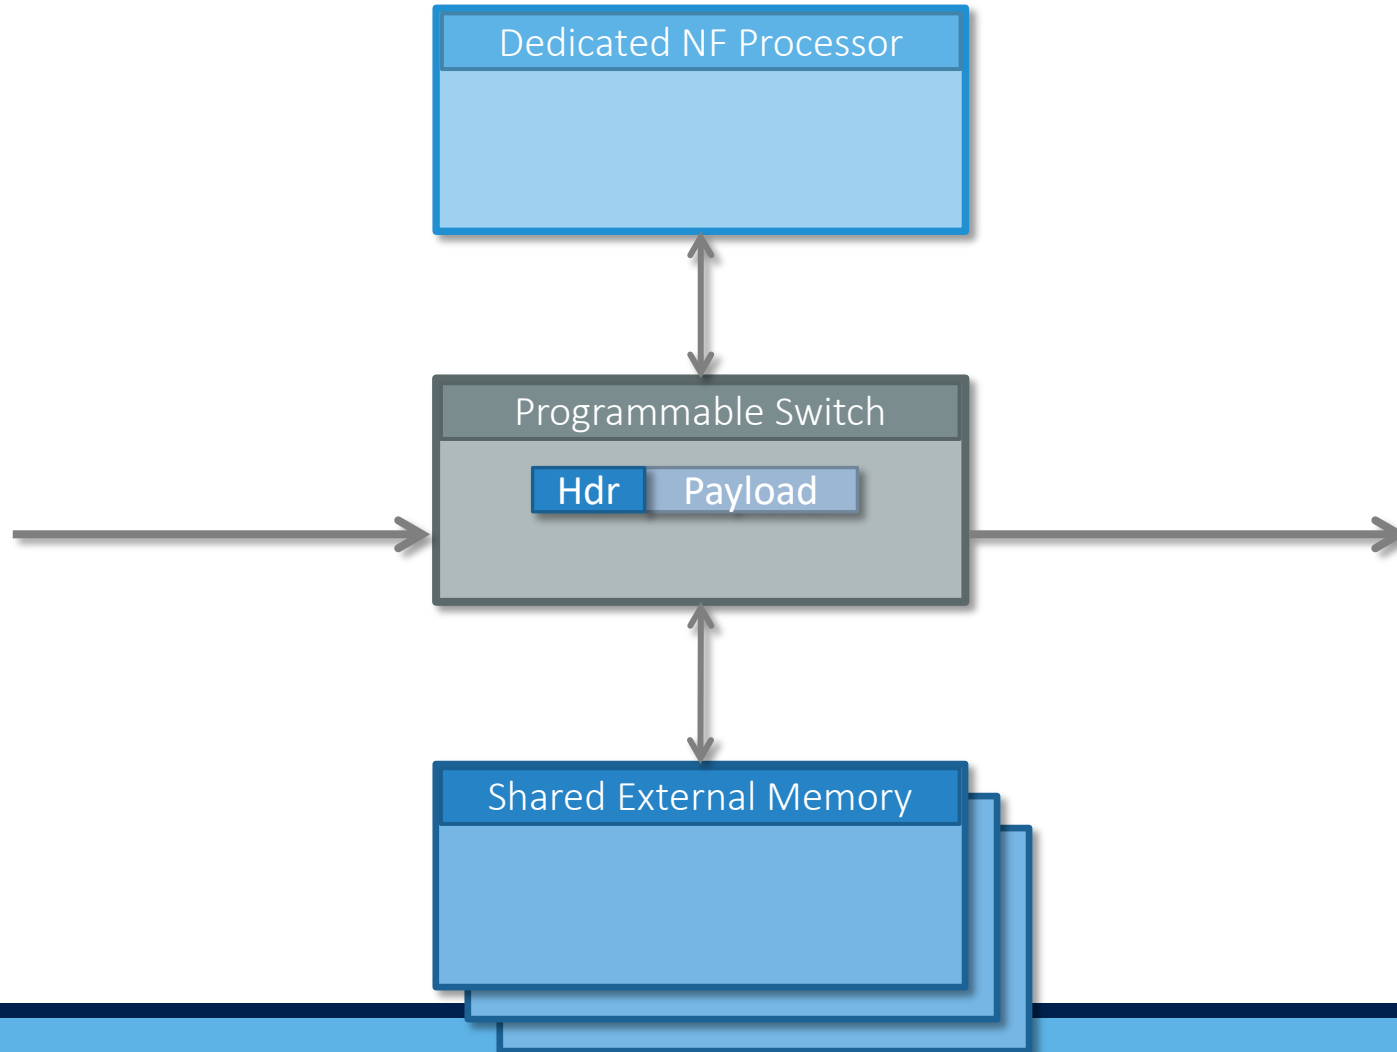 Dedicated NF Processor
Programmable Switch
Hdr Payload
Shared External Memory